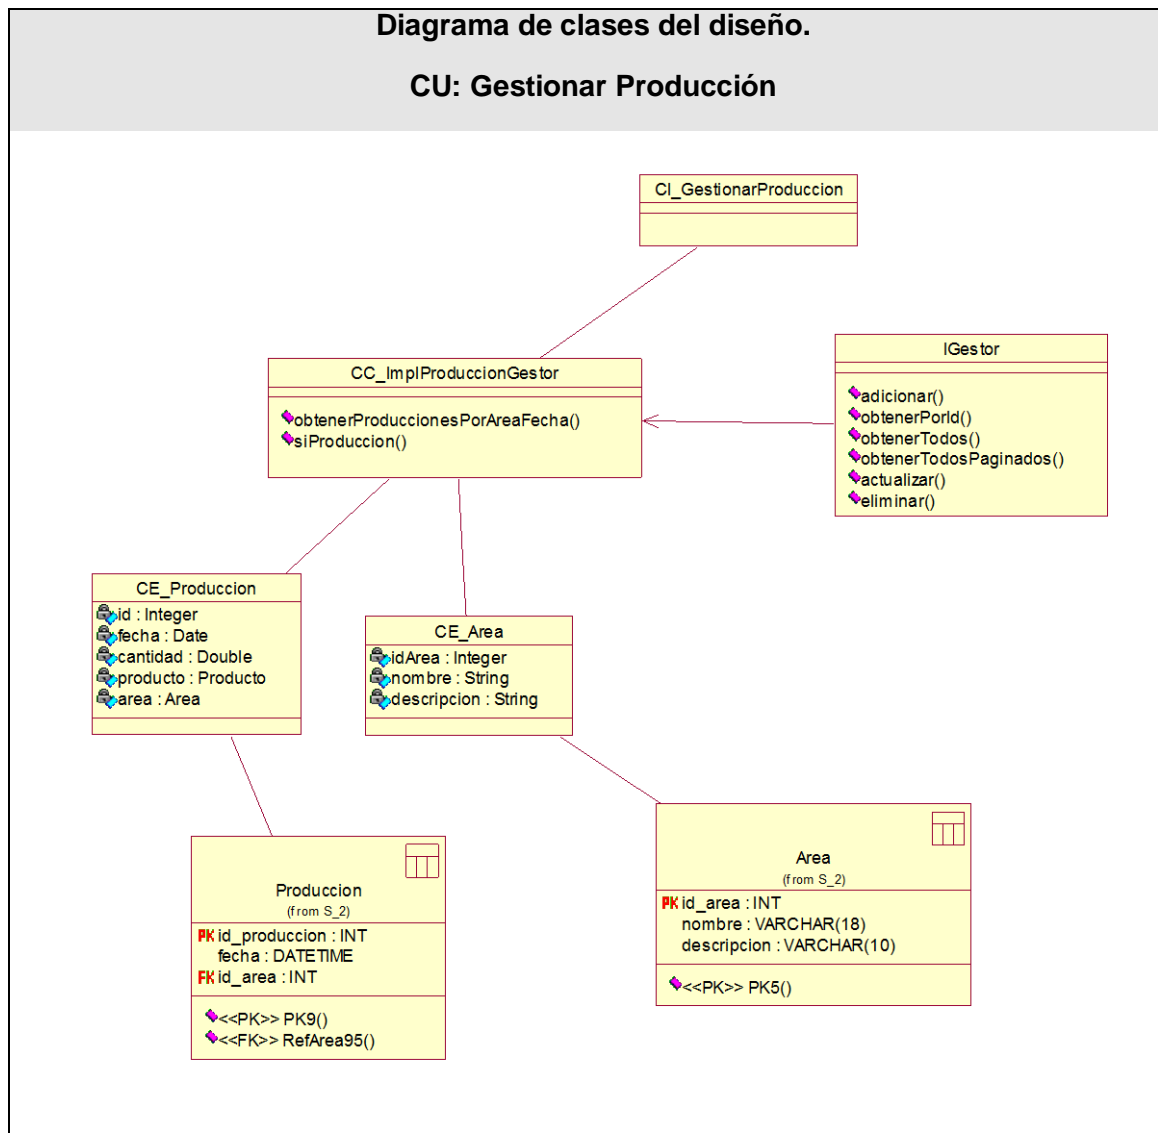 Diagrama de clases del diseño.
CU: Gestionar Producción
CI_GestionarProduccion
CC_ImplProduccionGestor
obtenerProduccionesPorAreaFecha()
siProduccion()
IGestor
adicionar()
obtenerPorId()
obtenerTodos()
obtenerTodosPaginados()
actualizar()
eliminar()
CE_Produccion
id : Integer
fecha : Date
cantidad : Double
producto : Producto
area : Area
CE_Area
idArea : Integer
nombre : String
descripcion : String
Produccion
(from S_2)
PK id_produccion : INT
fecha : DATETIME
FK id_area : INT
<<PK>> PK9()
<<FK>> RefArea95()
Area
(from S_2)
PK id_area : INT
nombre : VARCHAR(18)
descripcion : VARCHAR(10)
<<PK>> PK5()